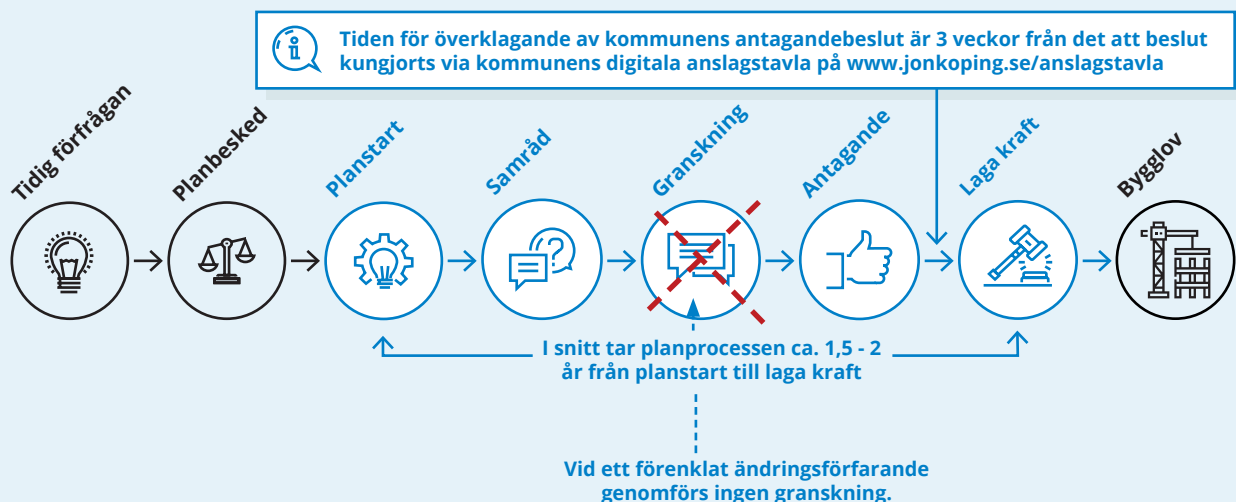 Tiden för överklagande av kommunens antagandebeslut är 3 veckor från det att beslut
kungjorts via kommunens digitala anslagstavla på www.jonkoping.se/anslagstavla
Tidig förfrågan
Planbesked
Planstart
Samråd
Granskning
Antagande
Laga kraft
Bygglov
I snitt tar planprocessen ca. 1,5 - 2
år från planstart till laga kraft
Vid ett förenklat ändringsförfarande
genomförs ingen granskning.